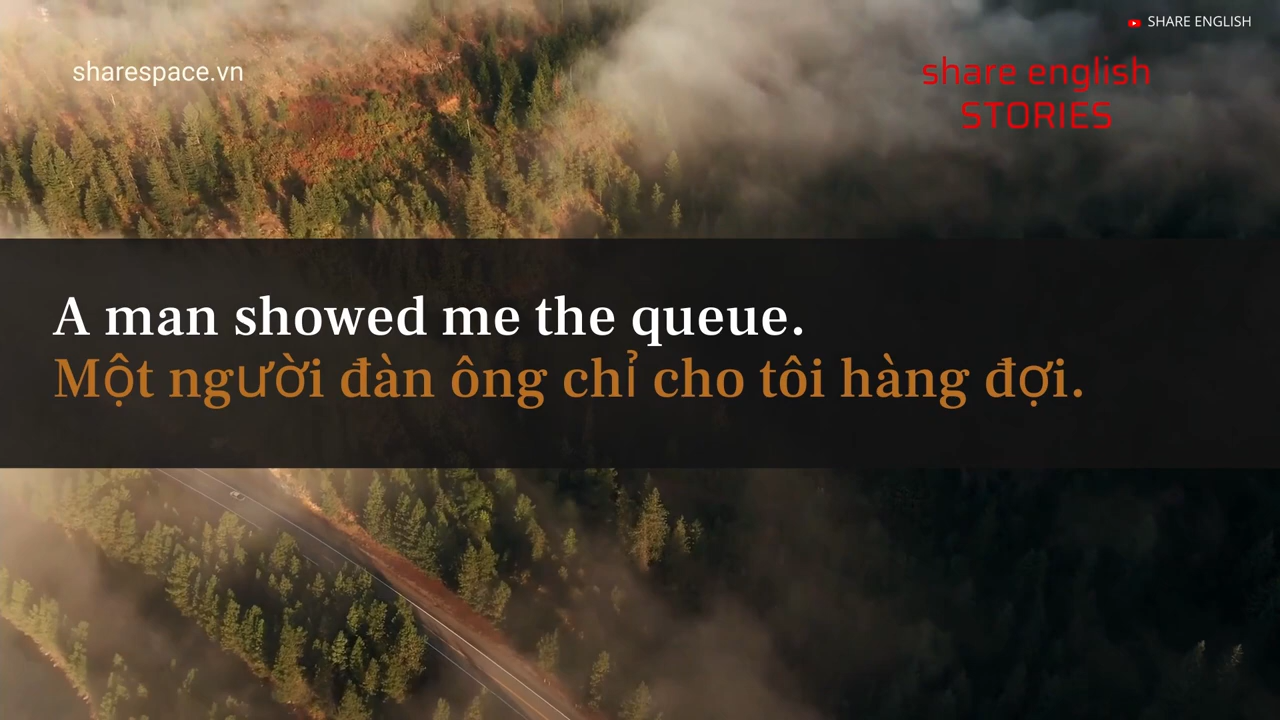 SHARE ENGLISH
sharespace.vn
share english
STORIES
A man showed me the queue.
Một người đàn ông chỉ cho tôi hàng đợi.